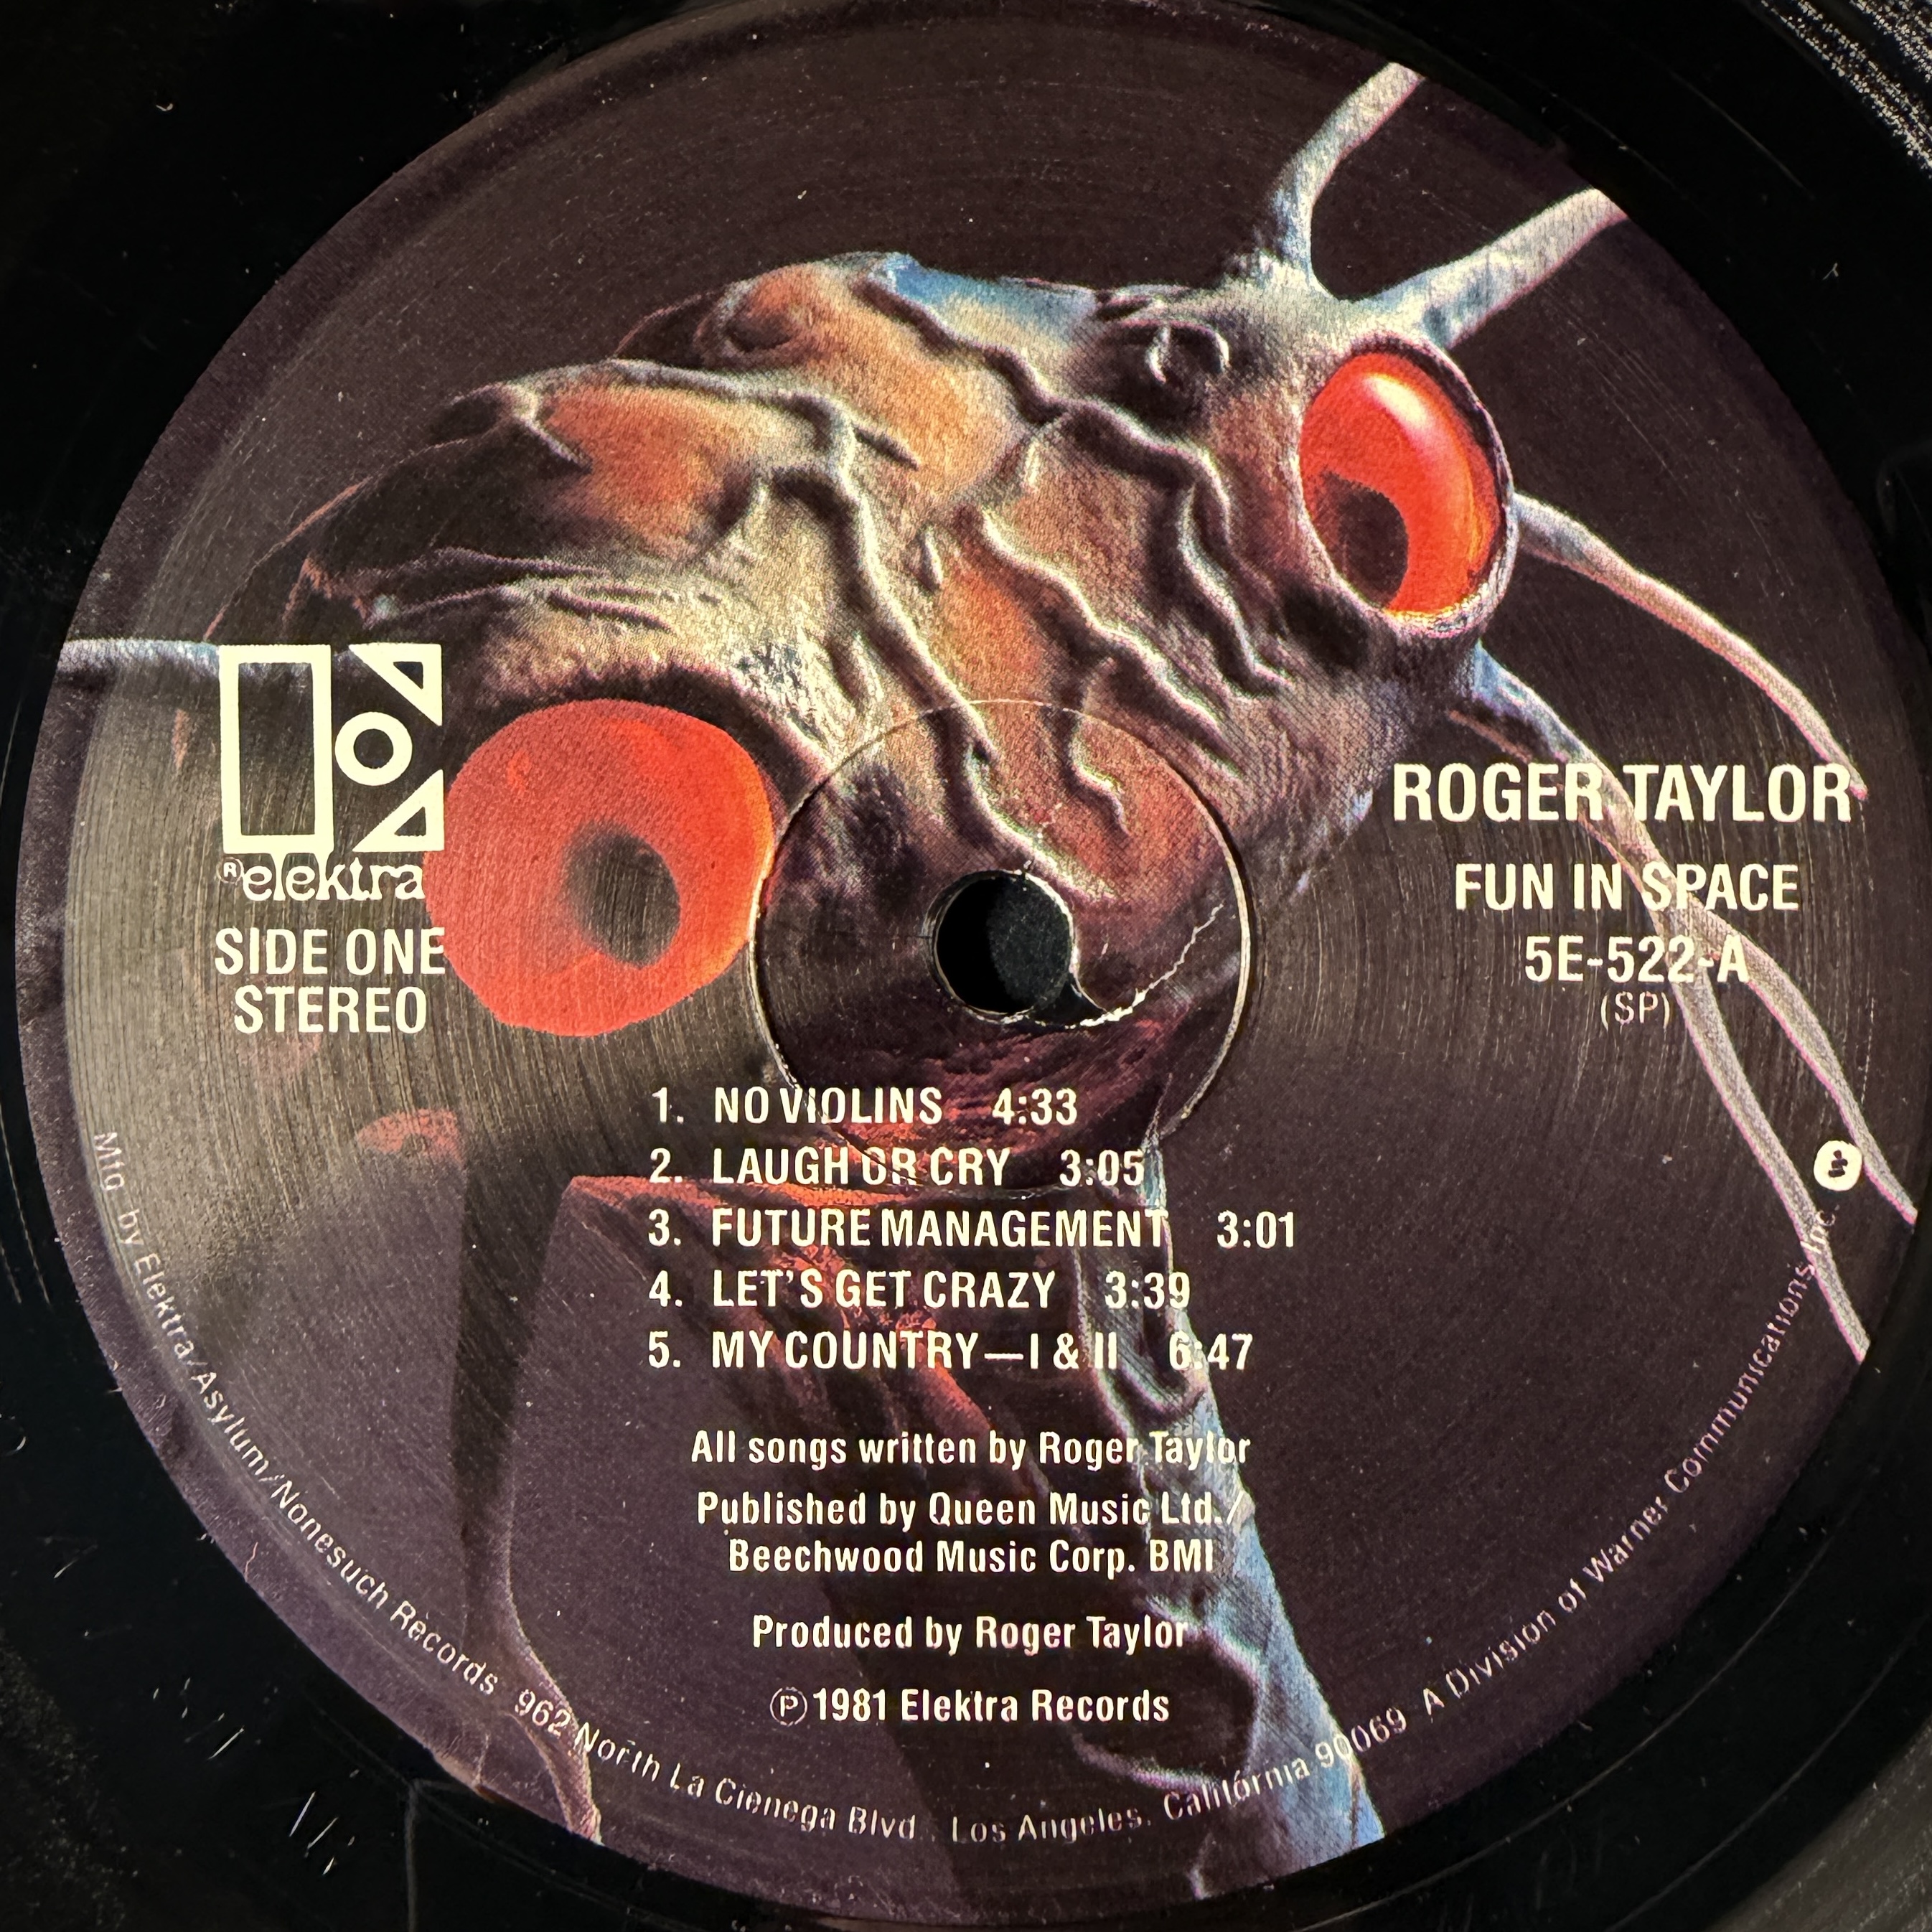 ® elektra
SIDE ONE
STEREO
ROGER TAYLOR
FUN IN SPACE
5E-522-A
(SP)
1. NO VIOLINS 4:33
2. LAUGH OR CRY 3:05
3. FUTURE MANAGEMENT 3:01
4. LET'S GET CRAZY 3:39
5. MY COUNTRY—I & II 6:47
All songs written by Roger Taylor
Published by Queen Music Ltd./
Beechwood Music Corp. BMI
Produced by Roger Taylor
℗ 1981 Elektra Records
Mfg. by Elektra/Asylum/Nonesuch Records 962 North La Cienega Blvd., Los Angeles, California 90069 A Division of Warner Communications Inc.